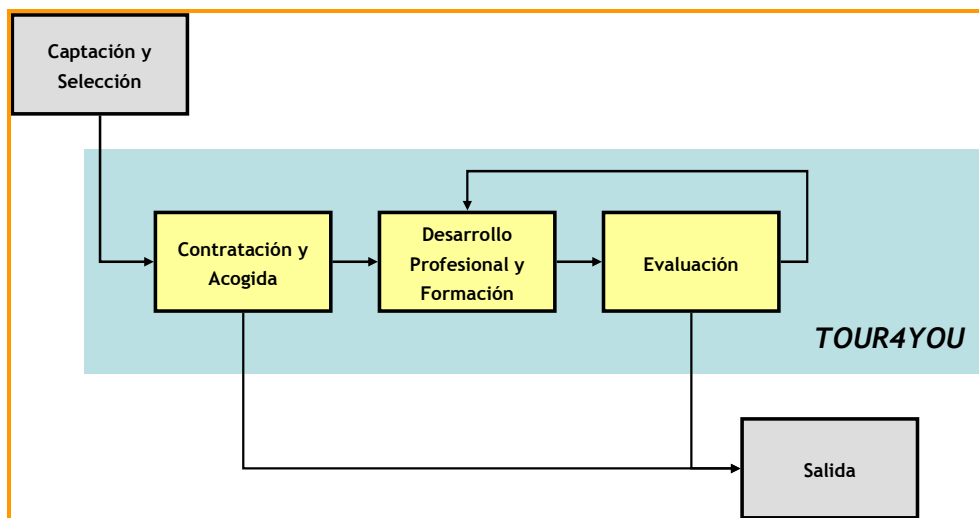 Captación y
Selección
Contratación y
Acogida
Desarrollo
Profesional y
Formación
Evaluación
TOUR4YOU
Salida